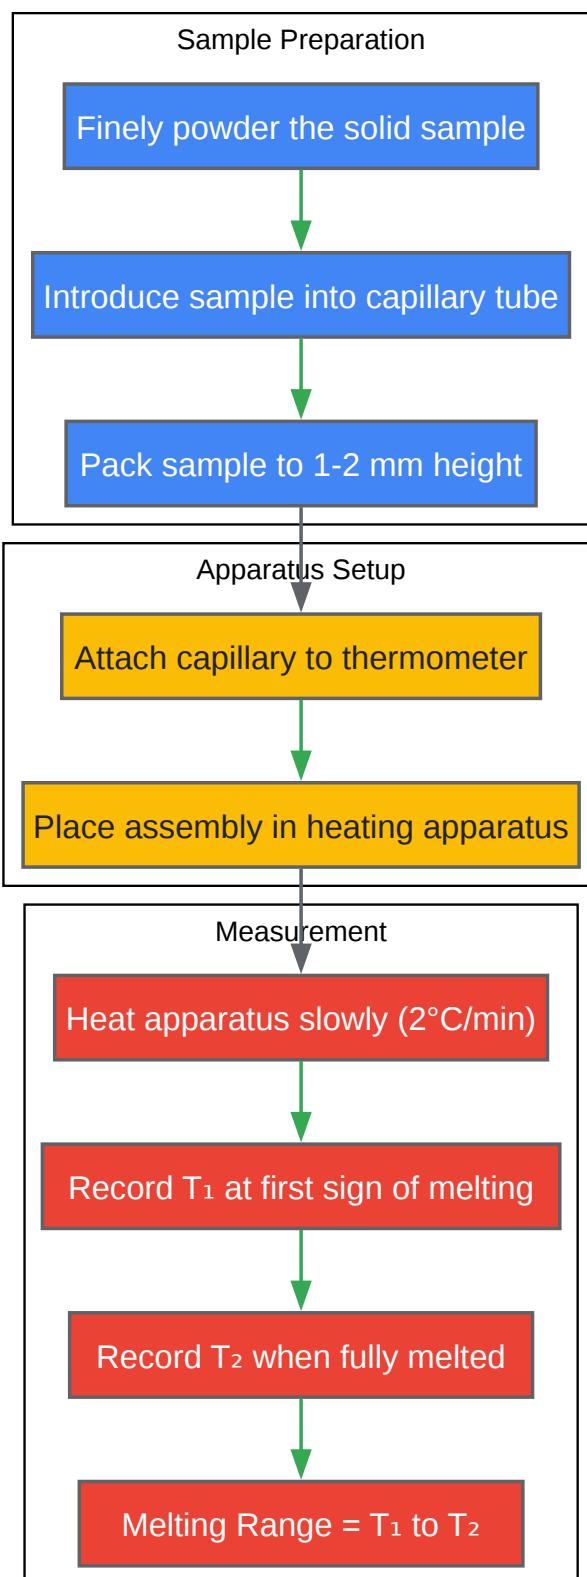 Sample Preparation
Finely powder the solid sample
Introduce sample into capillary tube
Pack sample to 1-2 mm height
Apparatus Setup
Attach capillary to thermometer
Place assembly in heating apparatus
Measurement
Heat apparatus slowly (2°C/min)
Record T₁ at first sign of melting
Record T₂ when fully melted
Melting Range = T₁ to T₂